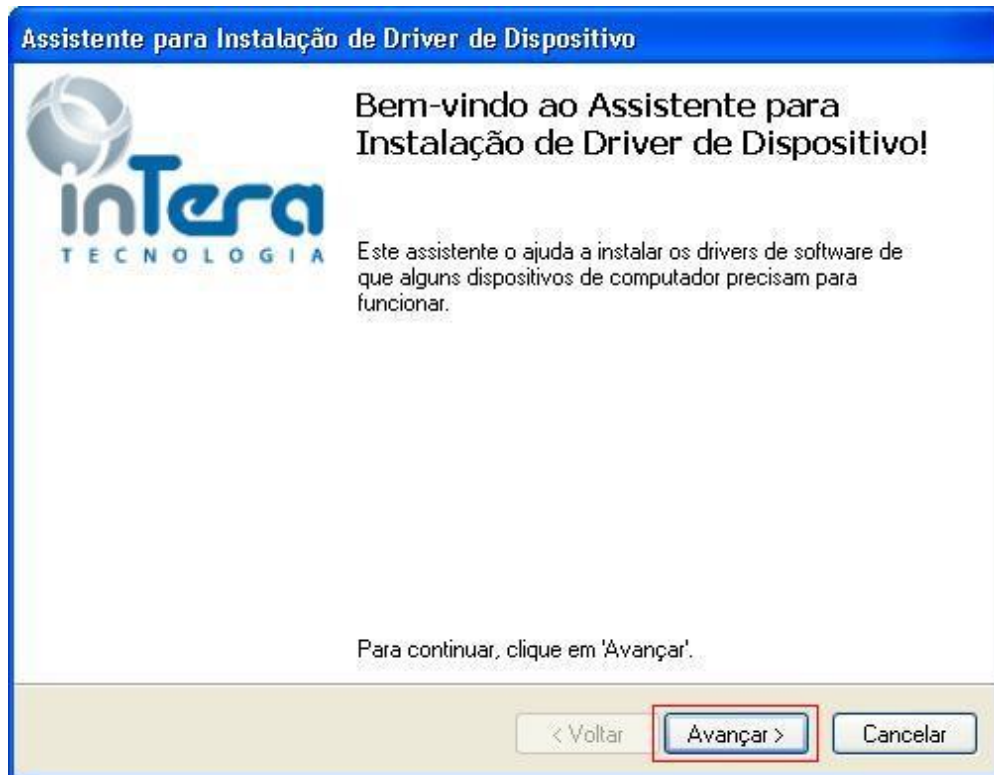 Assistente para Instalação de Driver de Dispositivo
inTera
TECNOLOGIA
Bem-vindo ao Assistente para
Instalação de Driver de Dispositivo!
Este assistente o ajuda a instalar os drivers de software de
que alguns dispositivos de computador precisam para
funcionar.
Para continuar, clique em 'Avançar'.
< Voltar
Avançar >
Cancelar